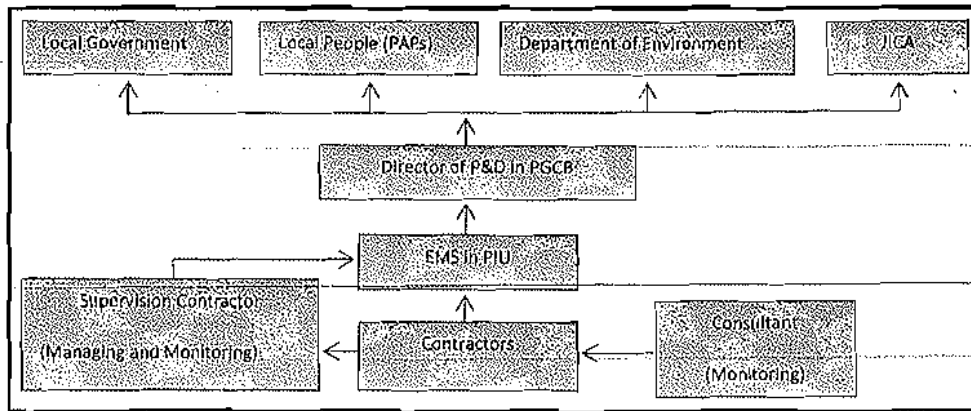 Local Government
Local People (PAPs)
Department of Environment
JICA
Director of P&D in PGCB
EMS in PIU
Supervision Contractor
(Managing and Monitoring)
Contractors
Consultant
(Monitoring)